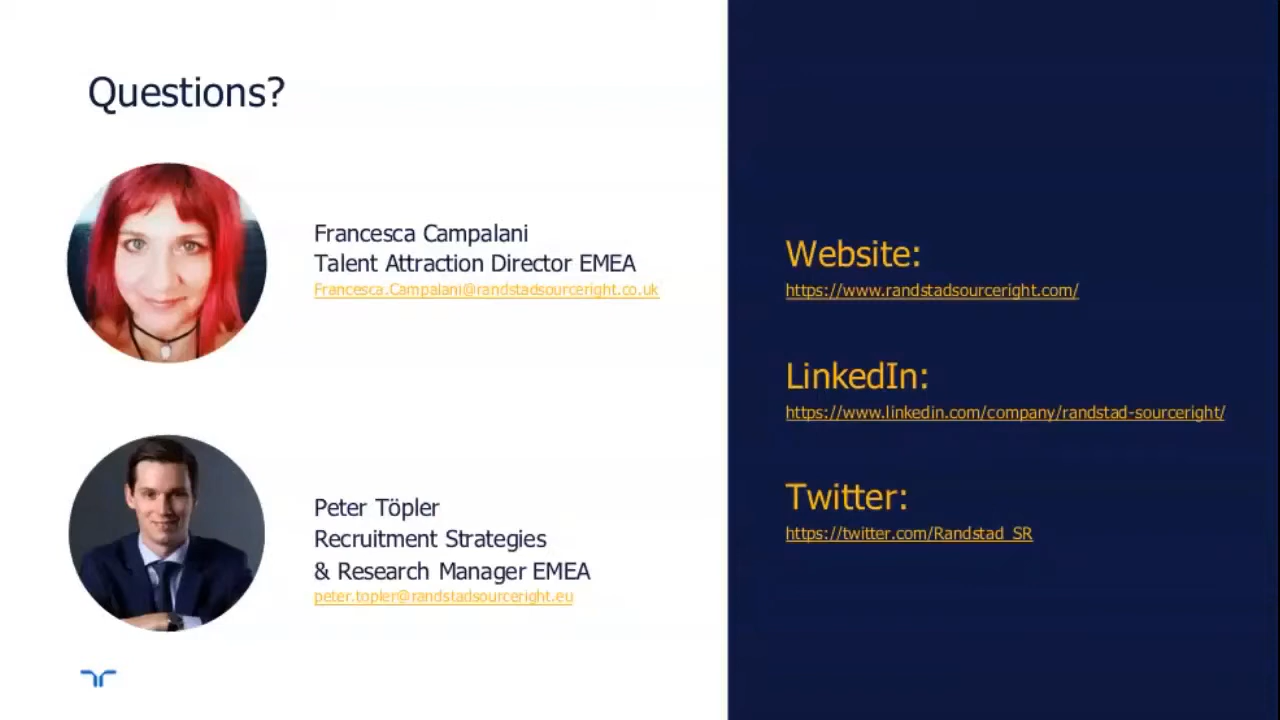 Questions?
Francesca Campalani
Talent Attraction Director EMEA
Francesca.Campalani@randstadsourceright.co.uk
Peter Töpler
Recruitment Strategies
& Research Manager EMEA
peter.topler@randstadsourceright.eu
Website:
https://www.randstadsourceright.com/
LinkedIn:
https://www.linkedin.com/company/randstad-sourceright/
Twitter:
https://twitter.com/Randstad_SR